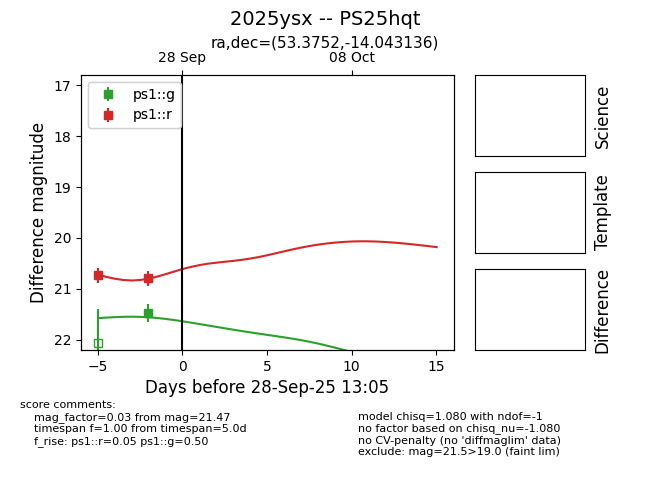 2025ysx -- PS25hqt
ra,dec=(53.3752,-14.043136)
28 Sep
08 Oct
ps1::g
ps1::r
17
18
19
20
21
22
Difference magnitude
−5
0
5
10
15
Days before 28-Sep-25 13:05
Science
Template
Difference
score comments:
mag_factor=0.03 from mag=21.47
timespan f=1.00 from timespan=5.0d
f_rise: ps1::r=0.05 ps1::g=0.50
model chisq=1.080 with ndof=-1
no factor based on chisq_nu=-1.080
no CV-penalty (no 'diffmaglim' data)
exclude: mag=21.5>19.0 (faint lim)